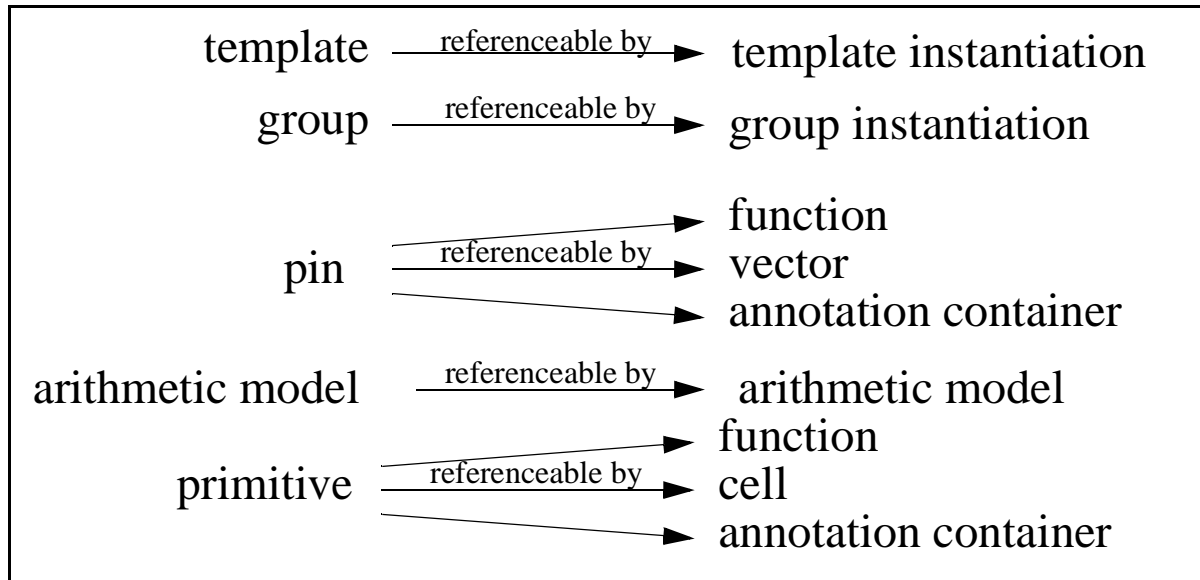 template referenceable by template instantiation
group referenceable by group instantiation
function
pin referenceable by vector
annotation container
arithmetic model referenceable by arithmetic model
function
primitive referenceable by cell
annotation container